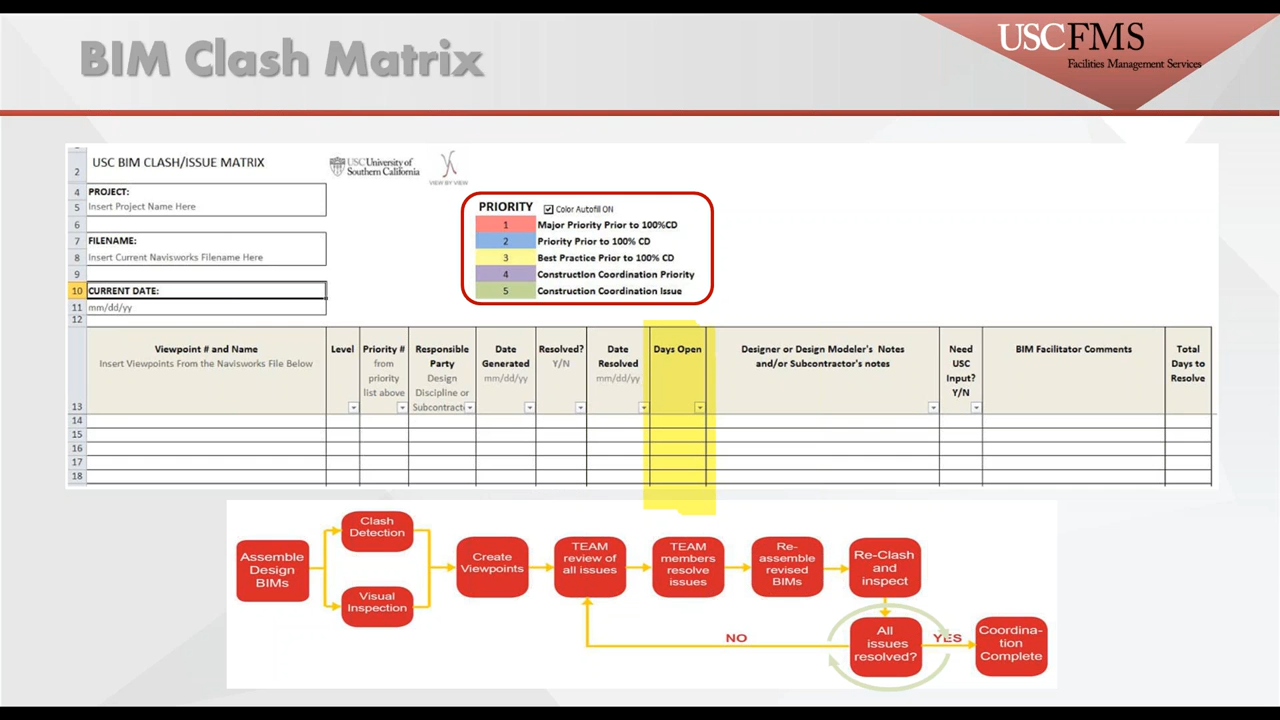 BIM Clash Matrix
USCFMS
Facilities Management Services
2
USC BIM CLASH/ISSUE MATRIX
USC University of
Southern California
VIEW BY VIEW
4
PROJECT:
5
Insert Project Name Here
6
7
FILENAME:
8
Insert Current Navisworks Filename Here
9
10
CURRENT DATE:
11
mm/dd/yy
12
PRIORITY
Color Autofill ON
1 Major Priority Prior to 100%CD
2 Priority Prior to 100% CD
3 Best Practice Prior to 100% CD
4 Construction Coordination Priority
5 Construction Coordination Issue
13
Viewpoint # and Name
Insert Viewpoints From the Navisworks File Below
Level
Priority #
from
priority
list above
Responsible
Party
Design
Discipline or
Subcontract
Date
Generated
mm/dd/yy
Resolved?
Y/N
Date
Resolved
mm/dd/yy
Days Open
Designer or Design Modeler's Notes
and/or Subcontractor's notes
Need
USC
Input?
Y/N
BIM Facilitator Comments
Total
Days to
Resolve
14
15
16
17
18
Assemble
Design
BIMs
Clash
Detection
Visual
Inspection
Create
Viewpoints
TEAM
review of
all issues
TEAM
members
resolve
issues
Re-
assemble
revised
BIMs
Re-Clash
and
inspect
All
issues
resolved?
NO
YES
Coordina-
tion
Complete